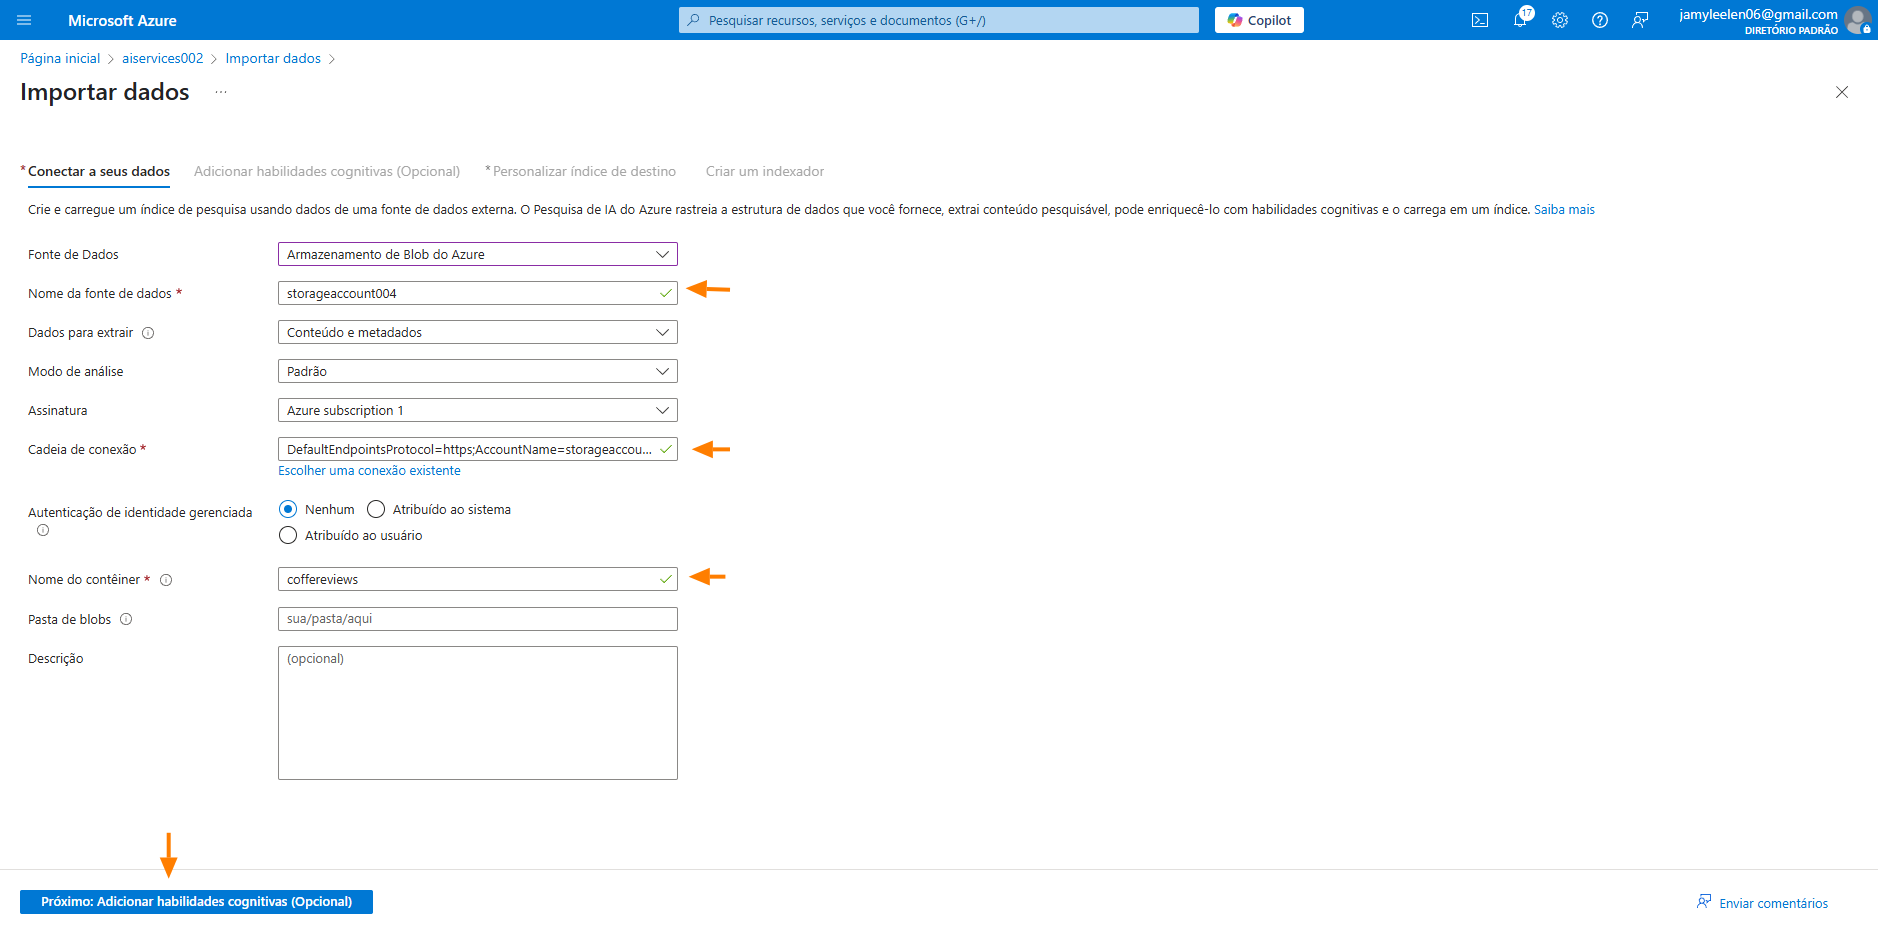 Microsoft Azure
Pesquisar recursos, serviços e documentos (G+/)
Copilot
17
jamyleelen06@gmail.com
DIRETÓRIO PADRÃO
Página inicial > aiservices002 > Importar dados >
Importar dados ...
* Conectar a seus dados
Adicionar habilidades cognitivas (Opcional)
* Personalizar índice de destino
Criar um indexador
Crie e carregue um índice de pesquisa usando dados de uma fonte de dados externa. O Pesquisa de IA do Azure rastreia a estrutura de dados que você fornece, extrai conteúdo pesquisável, pode enriquecê-lo com habilidades cognitivas e o carrega em um índice. Saiba mais
Fonte de Dados
Armazenamento de Blob do Azure
Nome da fonte de dados *
storageaccount004
Dados para extrair
Conteúdo e metadados
Modo de análise
Padrão
Assinatura
Azure subscription 1
Cadeia de conexão *
DefaultEndpointsProtocol=https;AccountName=storageaccou...
Escolher uma conexão existente
Autenticação de identidade gerenciada
Nenhum
Atribuído ao sistema
Atribuído ao usuário
Nome do contêiner *
coffereviews
Pasta de blobs
sua/pasta/aqui
Descrição
(opcional)
Próximo: Adicionar habilidades cognitivas (Opcional)
Enviar comentários